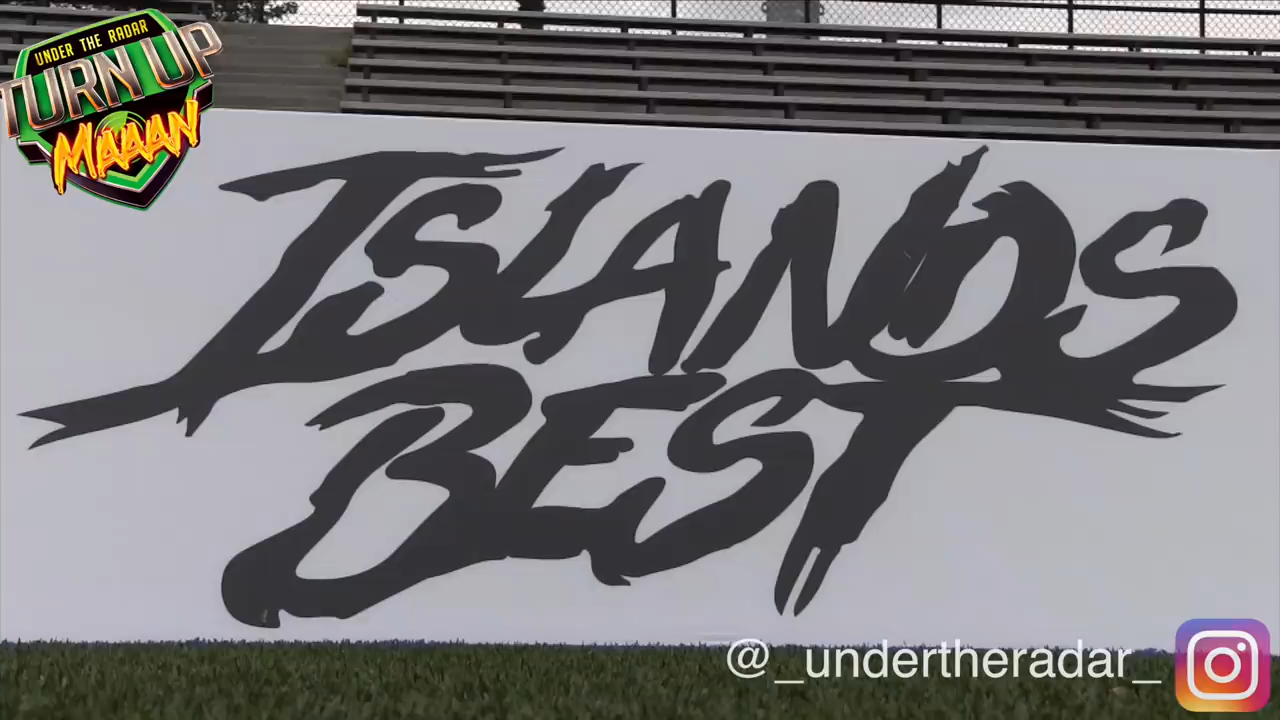 UNDER THE RADAR
TURN UP
MAAAN
ISLANDS
BEST
@_undertheradar_